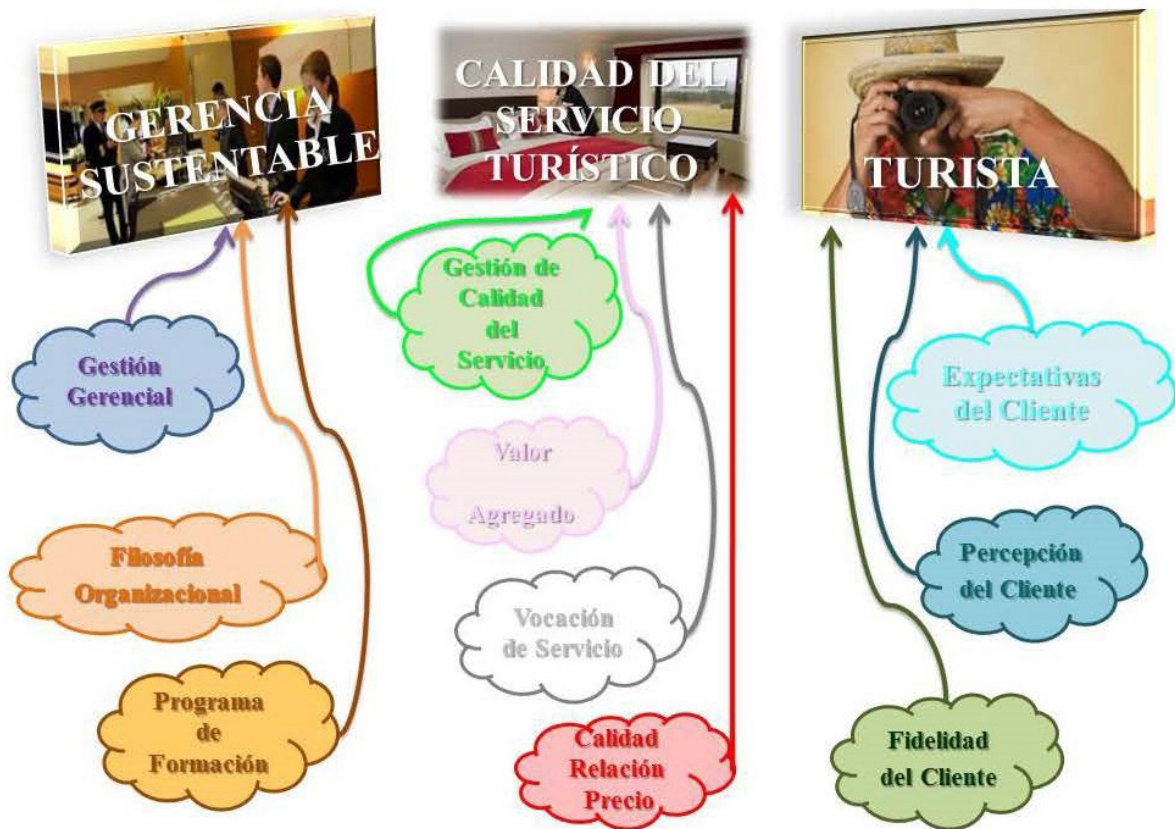 GERENCIA
SUSTENTABLE
CALIDAD DEL
SERVICIO
TURÍSTICO
TURISTA
Gestión
Gerencial
Filosofía
Organizacional
Programa
de
Formación
Gestión de
Calidad
del
Servicio
Valor
Agregado
Vocación
de Servicio
Calidad
Relación
Precio
Expectativas
del Cliente
Percepción
del Cliente
Fidelidad
del Cliente